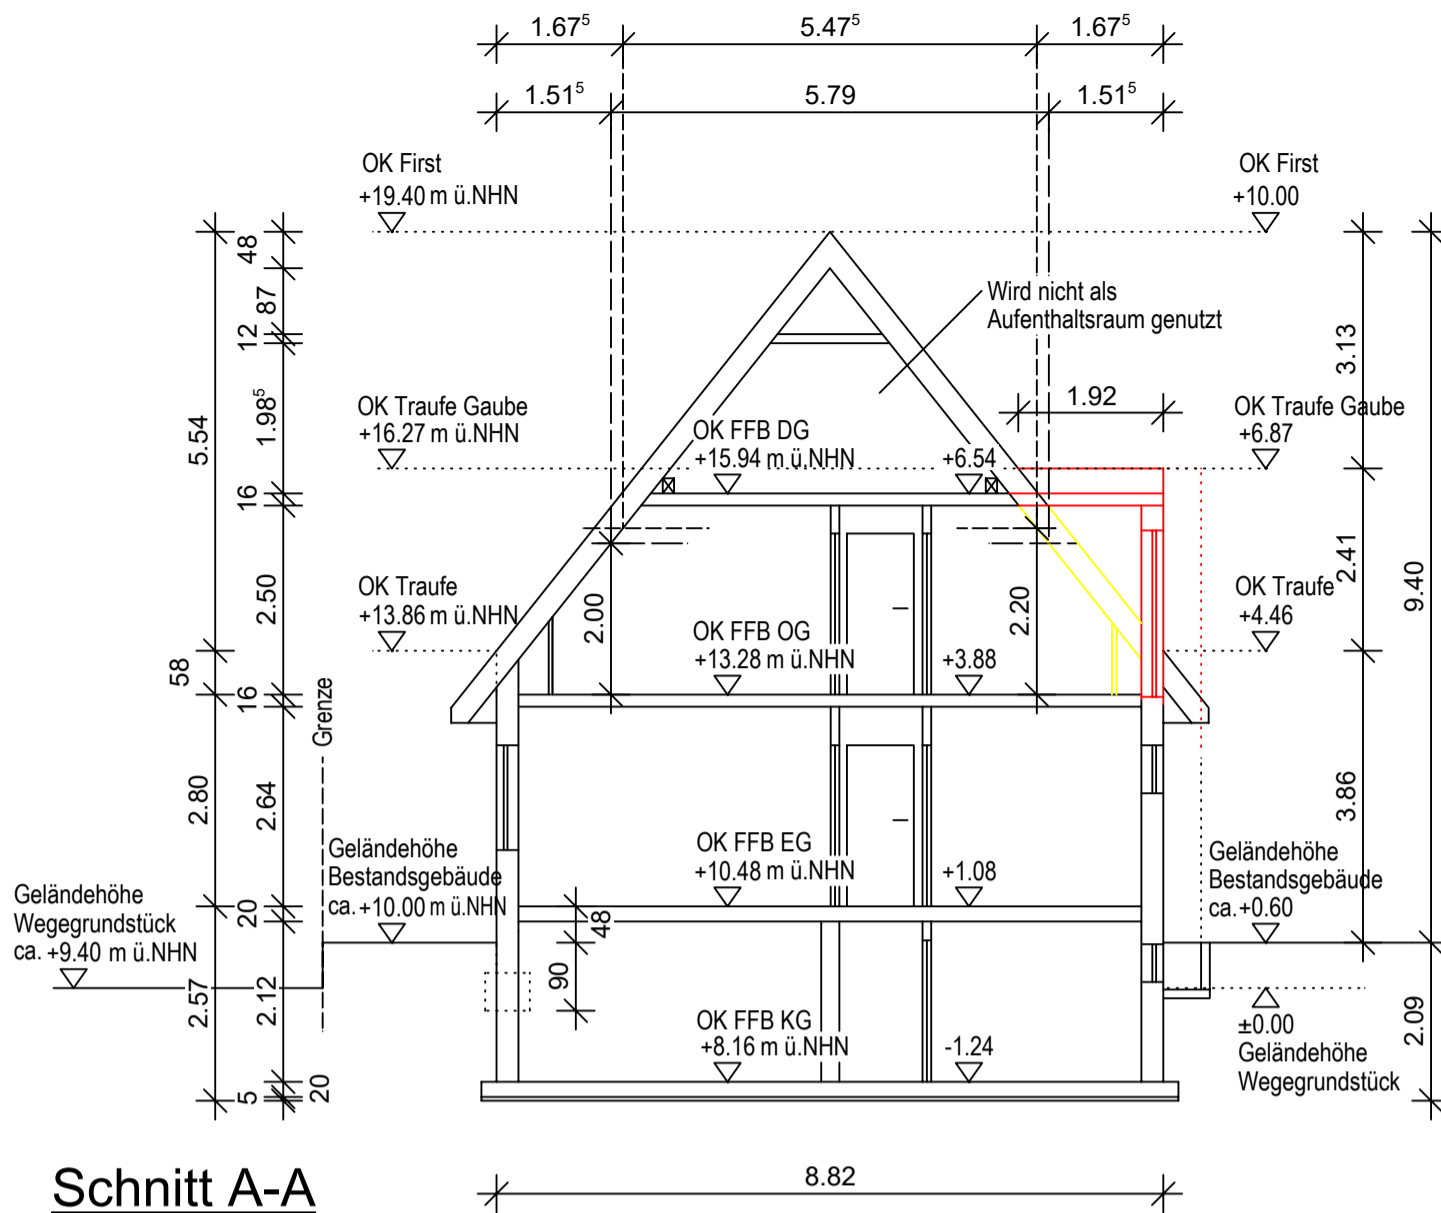 1.67⁵
5.47⁵
1.67⁵
1.51⁵
5.79
1.51⁵
OK First
+19.40 m ü.NHN
OK First
+10.00
48
87
12
1.98⁵
16
2.50
16
2.64
20
2.12
5
20
5.54
58
2.80
2.57
Wird nicht als
Aufenthaltsraum genutzt
3.13
1.92
OK Traufe Gaube
+16.27 m ü.NHN
OK FFB DG
+15.94 m ü.NHN
+6.54
OK Traufe Gaube
+6.87
2.41
9.40
OK Traufe
+13.86 m ü.NHN
2.00
OK FFB OG
+13.28 m ü.NHN
+3.88
2.20
OK Traufe
+4.46
Grenze
3.86
Geländehöhe
Bestandsgebäude
ca. +10.00 m ü.NHN
OK FFB EG
+10.48 m ü.NHN
+1.08
Geländehöhe
Bestandsgebäude
ca.+0.60
Geländehöhe
Wegegrundstück
ca. +9.40 m ü.NHN
48
90
OK FFB KG
+8.16 m ü.NHN
-1.24
±0.00
Geländehöhe
Wegegrundstück
2.09
Schnitt A-A
8.82